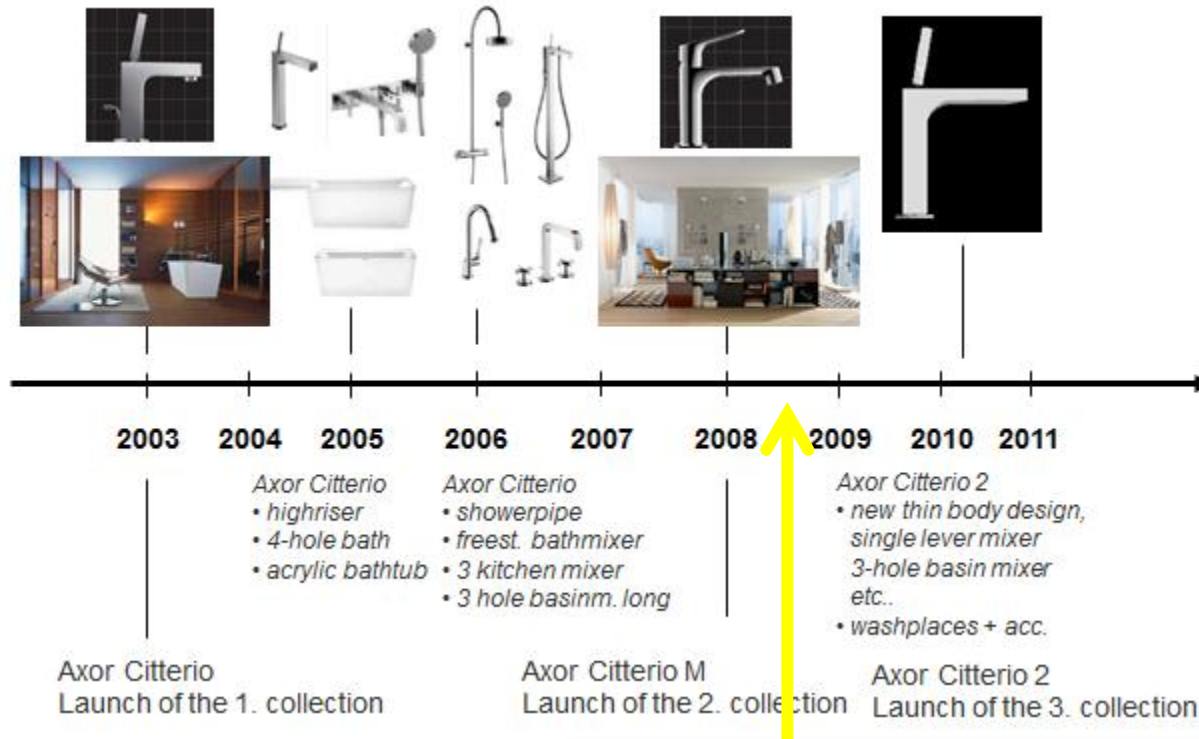 2003 2004 2005 2006 2007 2008 2009 2010 2011
Axor Citterio
• highriser
• 4-hole bath
• acrylic bathtub
Axor Citterio
• showerpipe
• freest. bathmixer
• 3 kitchen mixer
• 3 hole basinm. long
Axor Citterio 2
• new thin body design,
single lever mixer
3-hole basin mixer
etc..
• washplaces + acc.
Axor Citterio
Launch of the 1. collection
Axor Citterio M
Launch of the 2. collection
Axor Citterio 2
Launch of the 3. collection